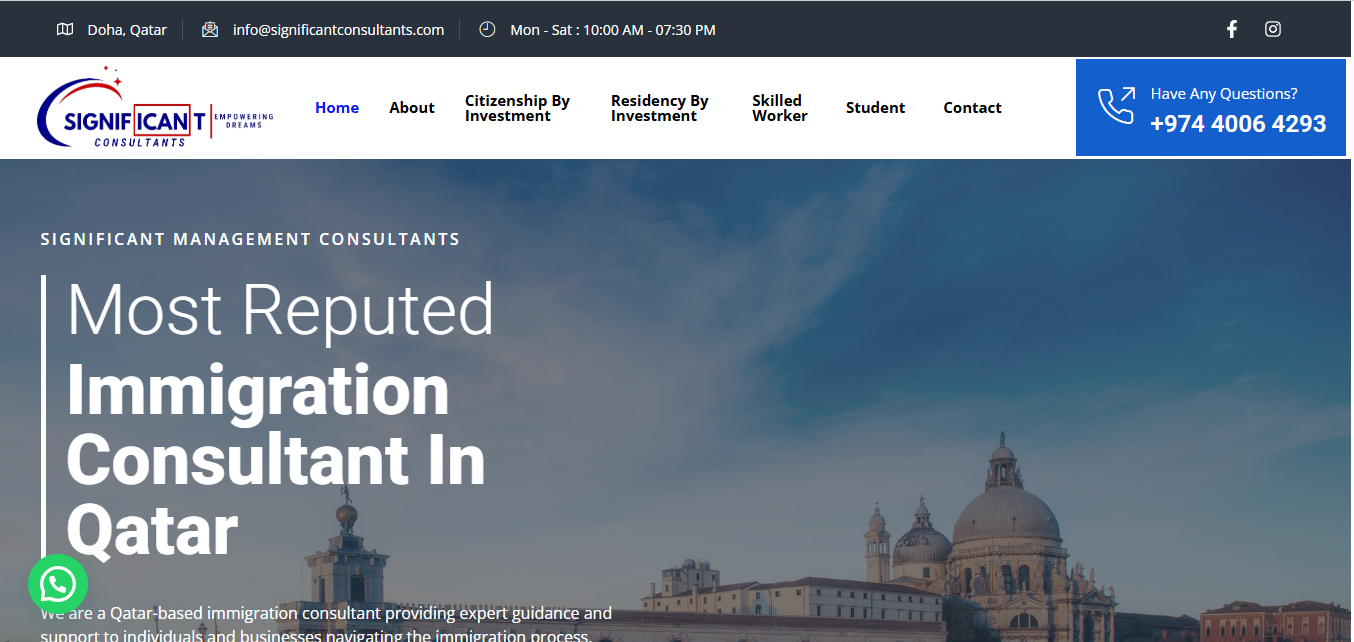 Doha, Qatar
info@significantconsultants.com
Mon - Sat : 10:00 AM - 07:30 PM
SIGNIFICANT
CONSULTANTS
EMPOWERING
DREAMS
Home
About
Citizenship By
Investment
Residency By
Investment
Skilled
Worker
Student
Contact
Have Any Questions?
+974 4006 4293
SIGNIFICANT MANAGEMENT CONSULTANTS
Most Reputed
Immigration
Consultant In
Qatar
We are a Qatar-based immigration consultant providing expert guidance and
support to individuals and businesses navigating the immigration process.